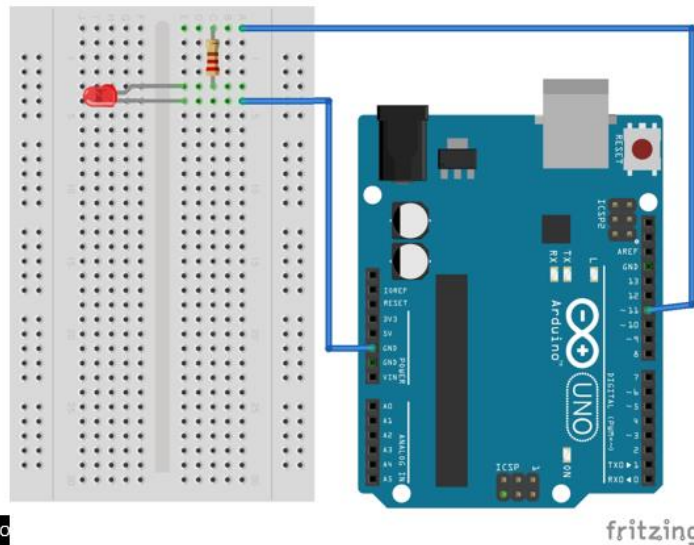 RESET
ICSP2
AREF
GND
13
12
~11
~10
~9
8
7
~6
~5
4
~3
2
TX0 ▶ 1
RX0 ◀ 0
DIGITAL (PWM=~)
L
TX
RX
Arduino™
UNO
ON
ICSP
1
IOREF
RESET
3V3
5V
GND
GND
VIN
POWER
A0
A1
A2
A3
A4
A5
ANALOG IN
fritzing